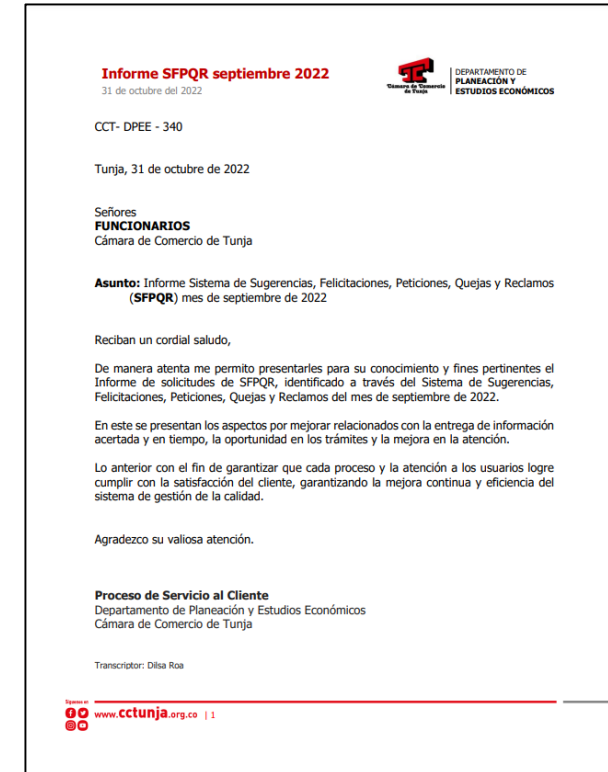 Informe SFPQR septiembre 2022
31 de octubre del 2022
Cámara de Comercio
de Tunja
DEPARTAMENTO DE
PLANEACIÓN Y
ESTUDIOS ECONÓMICOS
CCT- DPEE - 340
Tunja, 31 de octubre de 2022
Señores
FUNCIONARIOS
Cámara de Comercio de Tunja
Asunto: Informe Sistema de Sugerencias, Felicitaciones, Peticiones, Quejas y Reclamos
(SFPQR) mes de septiembre de 2022
Reciban un cordial saludo,
De manera atenta me permito presentarles para su conocimiento y fines pertinentes el
Informe de solicitudes de SFPQR, identificado a través del Sistema de Sugerencias,
Felicitaciones, Peticiones, Quejas y Reclamos del mes de septiembre de 2022.
En este se presentan los aspectos por mejorar relacionados con la entrega de información
acertada y en tiempo, la oportunidad en los trámites y la mejora en la atención.
Lo anterior con el fin de garantizar que cada proceso y la atención a los usuarios logre
cumplir con la satisfacción del cliente, garantizando la mejora continua y eficiencia del
sistema de gestión de la calidad.
Agradezco su valiosa atención.
Proceso de Servicio al Cliente
Departamento de Planeación y Estudios Económicos
Cámara de Comercio de Tunja
Transcriptor: Dilsa Roa
Síguenos en
www.cctunja.org.co | 1